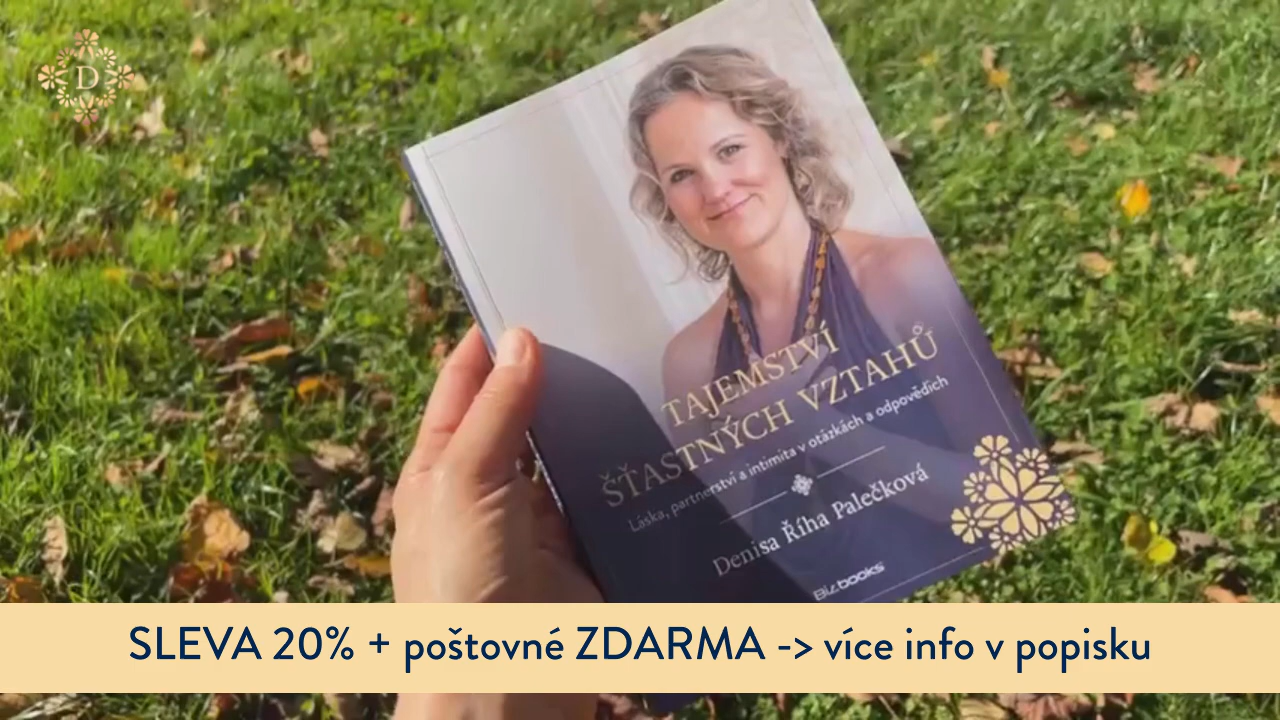 D
TAJEMSTVÍ
ŠŤASTNÝCH VZTAHŮ
Láska, partnerství a intimita v otázkách a odpovědích
Denisa Říha Palečková
BizBooks
SLEVA 20% + poštovné ZDARMA -> více info v popisku